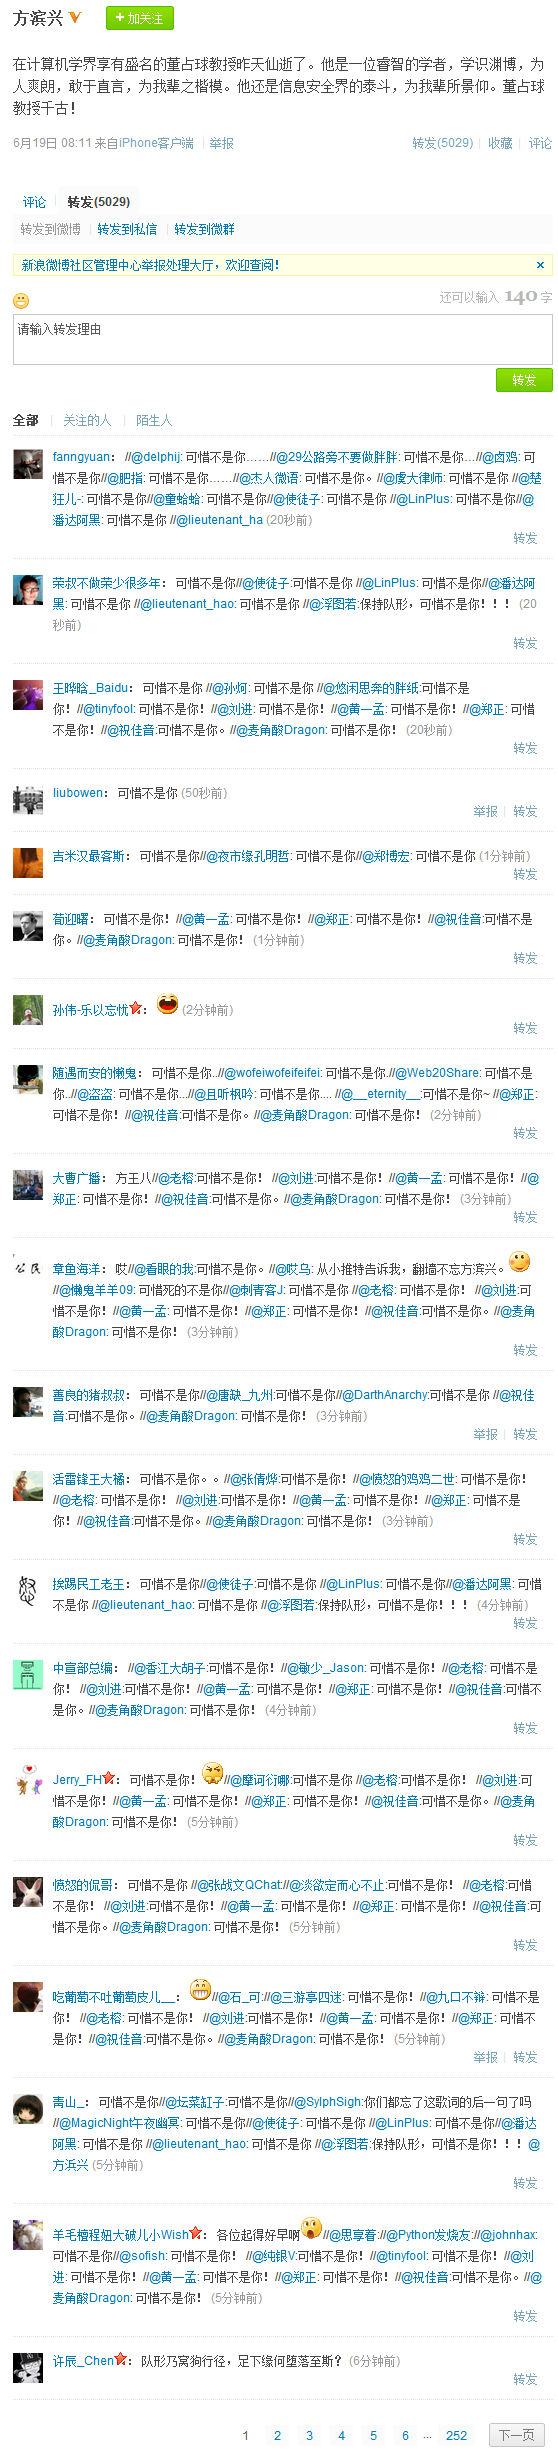 方滨兴
+加关注
在计算机学界享有盛名的董占球教授昨天仙逝了。他是一位睿智的学者，学识渊博，为
人爽朗，敢于直言，为我辈之楷模。他还是信息安全界的泰斗，为我辈所景仰。董占球
教授千古！
6月19日 08:11 来自iPhone客户端 | 举报
转发(5029) | 收藏 | 评论
评论 转发(5029)
转发到微博 | 转发到私信 | 转发到微群
新浪微博社区管理中心举报处理大厅，欢迎查阅！
还可以输入 140 字
请输入转发理由
转发
全部 | 关注的人 | 陌生人
fanngyuan：//@delphij: 可惜不是你……//@29公路旁不要做胖胖: 可惜不是你…//@卤鸡: 可
惜不是你//@肥指: 可惜不是你……//@杰人微语: 可惜不是你。//@虞大律师: 可惜不是你 //@楚
狂儿-: 可惜不是你//@童蛤蛤: 可惜不是你//@使徒子: 可惜不是你 //@LinPlus: 可惜不是你//@
潘达阿黑: 可惜不是你 //@lieutenant_ha (20秒前)
转发
荣叔不做荣少很多年：可惜不是你//@使徒子:可惜不是你 //@LinPlus: 可惜不是你//@潘达阿
黑: 可惜不是你 //@lieutenant_hao: 可惜不是你 //@浮图若:保持队形，可惜不是你！！！ (20
秒前)
转发
王晔晗_Baidu：可惜不是你 //@孙炯: 可惜不是你 //@悠闲思奔的胖纸:可惜不是
你！//@tinyfool: 可惜不是你！//@刘进: 可惜不是你！//@黄一孟: 可惜不是你！//@郑正: 可惜
不是你！//@祝佳音:可惜不是你。//@麦角酸Dragon: 可惜不是你！ (20秒前)
转发
liubowen：可惜不是你 (50秒前)
举报 | 转发
吉米汉最客斯：可惜不是你//@夜市缘孔明哲: 可惜不是你//@郑博宏: 可惜不是你 (1分钟前)
转发
荀迎曙：可惜不是你！//@黄一孟: 可惜不是你！//@郑正: 可惜不是你！//@祝佳音:可惜不是
你。//@麦角酸Dragon: 可惜不是你！ (1分钟前)
转发
孙伟-乐以忘忧： (2分钟前)
转发
随遇而安的懒鬼：可惜不是你..//@wofeiwofeifeifei: 可惜不是你.//@Web20Share: 可惜不是
你..//@盗盗: 可惜不是你...//@且听枫吟: 可惜不是你.... //@__eternity__:可惜不是你~ //@郑正:
可惜不是你！//@祝佳音:可惜不是你。//@麦角酸Dragon: 可惜不是你！ (2分钟前)
转发
大曹广播：方王八//@老榕:可惜不是你！ //@刘进:可惜不是你！//@黄一孟: 可惜不是你！//@
郑正: 可惜不是你！//@祝佳音:可惜不是你。//@麦角酸Dragon: 可惜不是你！ (3分钟前)
转发
章鱼海洋：哎//@看眼的我:可惜不是你。//@哎乌: 从小推特告诉我，翻墙不忘方滨兴。
//@懒鬼羊羊09: 可惜死的不是你//@刺青客J: 可惜不是你 //@老榕: 可惜不是你！ //@刘进:可
惜不是你！//@黄一孟: 可惜不是你！//@郑正: 可惜不是你！//@祝佳音:可惜不是你。//@麦角
酸Dragon: 可惜不是你！ (3分钟前)
转发
善良的猪叔叔：可惜不是你//@唐缺_九州:可惜不是你//@DarthAnarchy:可惜不是你 //@祝佳
音:可惜不是你。//@麦角酸Dragon: 可惜不是你！ (3分钟前)
举报 | 转发
活雷锋王大橘：可惜不是你。。//@张倩烨:可惜不是你！//@愤怒的鸡鸡二世: 可惜不是你！
//@老榕: 可惜不是你！ //@刘进:可惜不是你！//@黄一孟: 可惜不是你！//@郑正: 可惜不是
你！//@祝佳音:可惜不是你。//@麦角酸Dragon: 可惜不是你！ (3分钟前)
转发
挨踢民工老王：可惜不是你//@使徒子:可惜不是你 //@LinPlus: 可惜不是你//@潘达阿黑: 可惜
不是你 //@lieutenant_hao: 可惜不是你 //@浮图若:保持队形，可惜不是你！！！ (4分钟前)
转发
中宣部总编：//@香江大胡子:可惜不是你！//@敏少_Jason: 可惜不是你！//@老榕: 可惜不是
你！ //@刘进:可惜不是你！//@黄一孟: 可惜不是你！//@郑正: 可惜不是你！//@祝佳音:可惜不是
你。//@麦角酸Dragon: 可惜不是你！ (4分钟前)
转发
Jerry_FH：可惜不是你！//@摩诃衍哪:可惜不是你 //@老榕:可惜不是你！ //@刘进:可
惜不是你！//@黄一孟: 可惜不是你！//@郑正: 可惜不是你！//@祝佳音:可惜不是你。//@麦角
酸Dragon: 可惜不是你！ (5分钟前)
转发
愤怒的侃哥：可惜不是你 //@张战文QChat://@淡欲定而心不止:可惜不是你！ //@老榕:可惜
不是你！ //@刘进:可惜不是你！//@黄一孟: 可惜不是你！//@郑正: 可惜不是你！//@祝佳音:可
惜不是你。//@麦角酸Dragon: 可惜不是你！ (5分钟前)
转发
吃葡萄不吐葡萄皮儿__：//@石_可://@三游亭四迷: 可惜不是你！//@九口不辩: 可惜不是
你！ //@老榕: 可惜不是你！ //@刘进:可惜不是你！//@黄一孟: 可惜不是你！//@郑正: 可惜不
是你！//@祝佳音:可惜不是你。//@麦角酸Dragon: 可惜不是你！ (5分钟前)
举报 | 转发
青山_：可惜不是你//@坛菜缸子:可惜不是你//@SylphSigh:你们都忘了这歌词的后一句了吗
//@MagicNight午夜幽冥: 可惜不是你//@使徒子: 可惜不是你 //@LinPlus: 可惜不是你//@潘达
阿黑: 可惜不是你 //@lieutenant_hao: 可惜不是你 //@浮图若:保持队形，可惜不是你！！！@
方浜兴 (5分钟前)
转发
羊毛檀程妞大破儿小Wish：各位起得好早啊//@思享着://@Python发烧友://@johnhax:
可惜不是你//@sofish: 可惜不是你！ //@纯银V:可惜不是你！//@tinyfool: 可惜不是你！//@刘
进: 可惜不是你！//@黄一孟: 可惜不是你！//@郑正: 可惜不是你！//@祝佳音:可惜不是你。//@
麦角酸Dragon: 可惜不是你！ (5分钟前)
转发
许辰_Chen：队形乃窝狗行径，足下缘何堕落至斯？ (6分钟前)
转发
1 2 3 4 5 6 ... 252 下一页